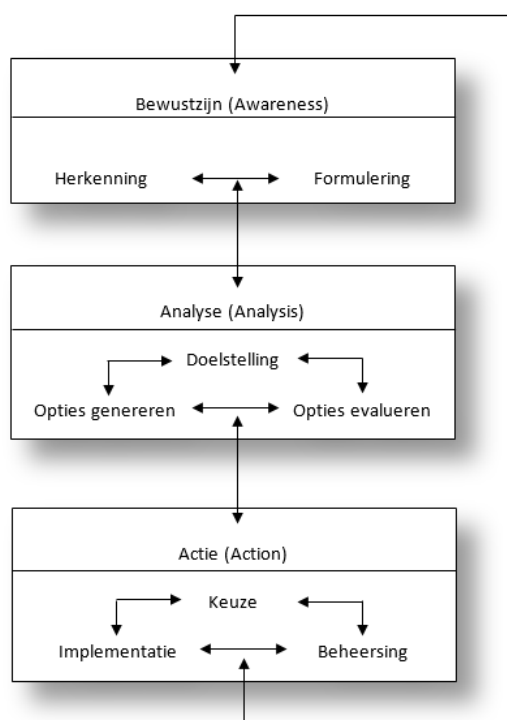 Bewustzijn (Awareness)
Herkenning Formulering
Analyse (Analysis)
Doelstelling
Opties genereren Opties evalueren
Actie (Action)
Keuze
Implementatie Beheersing